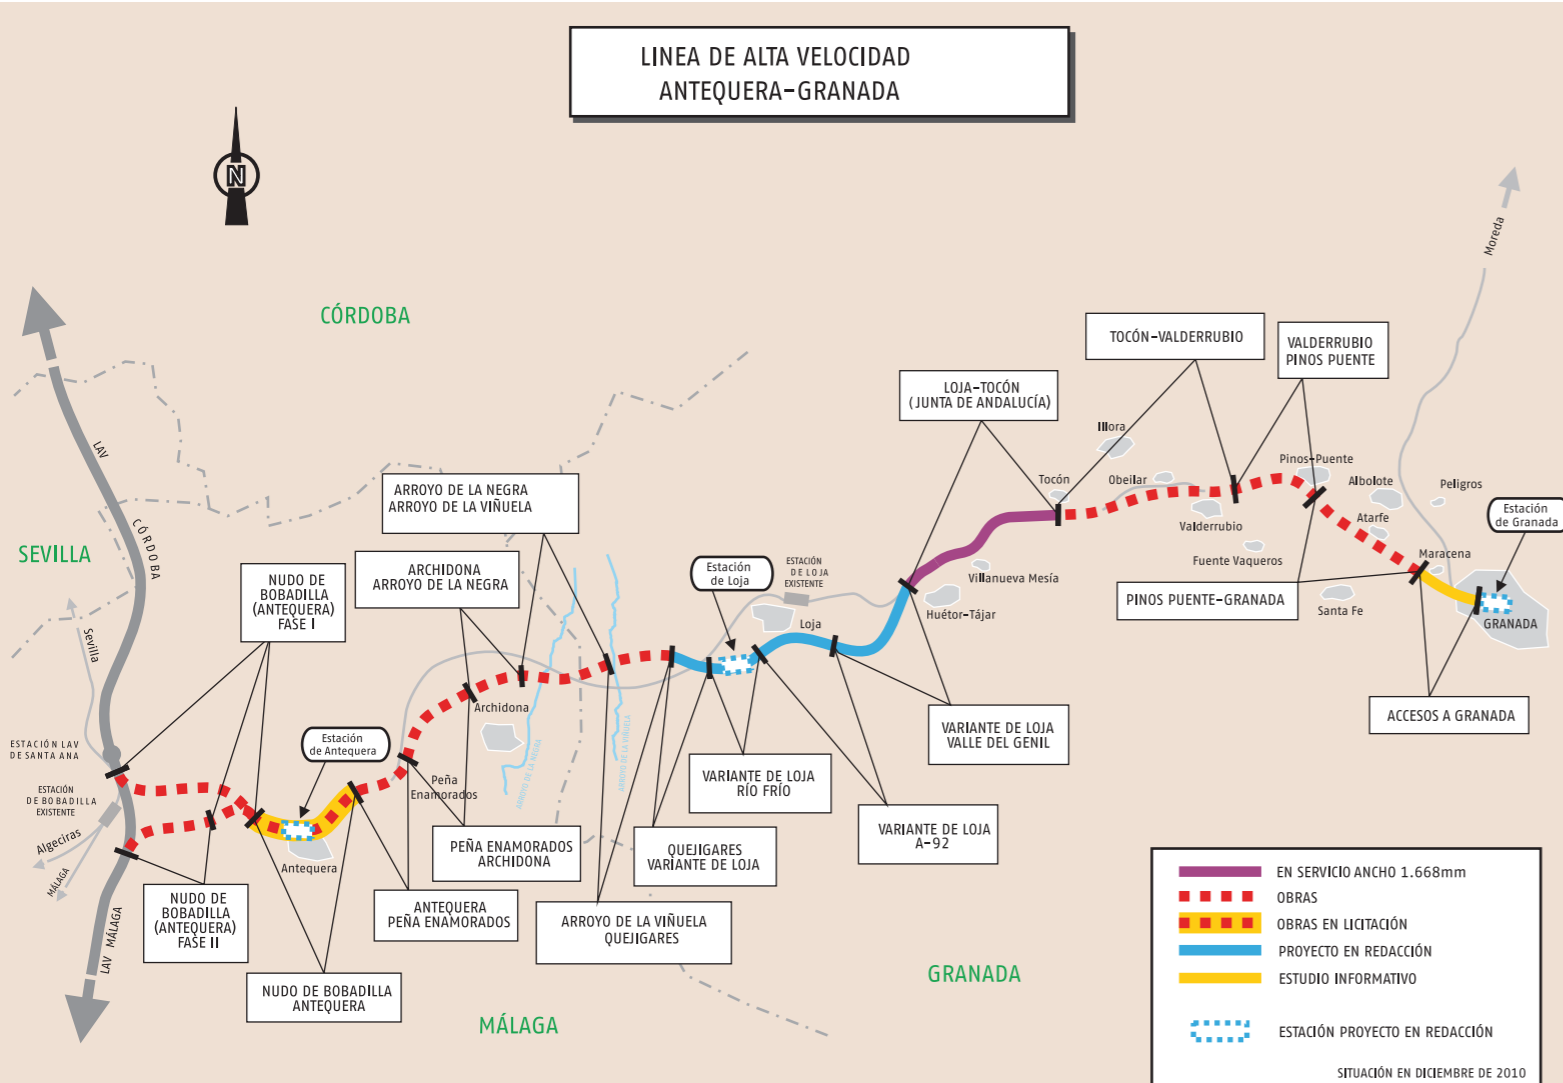 LINEA DE ALTA VELOCIDAD
ANTEQUERA-GRANADA
N
CÓRDOBA
SEVILLA
MÁLAGA
GRANADA
Moreda
LAV
CÓRDOBA
Sevilla
ESTACIÓN LAV
DE SANTA ANA
ESTACIÓN
DE BOBADILLA
EXISTENTE
Algeciras
MÁLAGA
LAV MÁLAGA
NUDO DE
BOBADILLA
(ANTEQUERA)
FASE I
NUDO DE
BOBADILLA
(ANTEQUERA)
FASE II
NUDO DE BOBADILLA
ANTEQUERA
Estación
de Antequera
Antequera
ANTEQUERA
PEÑA ENAMORADOS
Peña
Enamorados
PEÑA ENAMORADOS
ARCHIDONA
Archidona
ARCHIDONA
ARROYO DE LA NEGRA
ARROYO DE LA NEGRA
ARROYO DE LA VIÑUELA
ARROYO DE LA NEGRA
ARROYO DE LA VIÑUELA
ARROYO DE LA VIÑUELA
QUEJIGARES
QUEJIGARES
VARIANTE DE LOJA
Estación
de Loja
ESTACIÓN
DE LOJA
EXISTENTE
Loja
VARIANTE DE LOJA
RÍO FRÍO
VARIANTE DE LOJA
A-92
VARIANTE DE LOJA
VALLE DEL GENIL
LOJA-TOCÓN
(JUNTA DE ANDALUCÍA)
Huétor-Tájar
Villanueva Mesía
Tocón
TOCÓN-VALDERRUBIO
Illora
Obeilar
Valderrubio
VALDERRUBIO
PINOS PUENTE
Pinos-Puente
Fuente Vaqueros
PINOS PUENTE-GRANADA
Santa Fe
Albolote
Atarfe
Peligros
Maracena
Estación
de Granada
GRANADA
ACCESOS A GRANADA
EN SERVICIO ANCHO 1.668mm
OBRAS
OBRAS EN LICITACIÓN
PROYECTO EN REDACCIÓN
ESTUDIO INFORMATIVO
ESTACIÓN PROYECTO EN REDACCIÓN
SITUACIÓN EN DICIEMBRE DE 2010